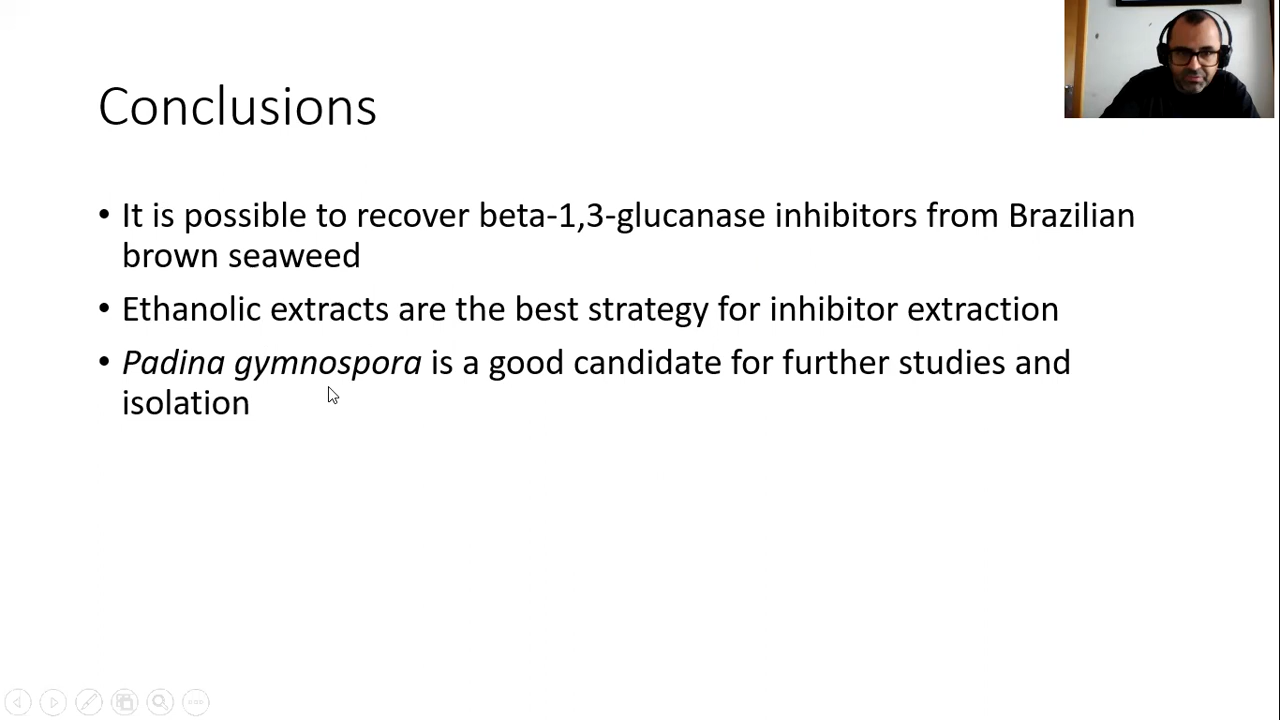 Conclusions
• It is possible to recover beta-1,3-glucanase inhibitors from Brazilian
brown seaweed
• Ethanolic extracts are the best strategy for inhibitor extraction
• Padina gymnospora is a good candidate for further studies and
isolation